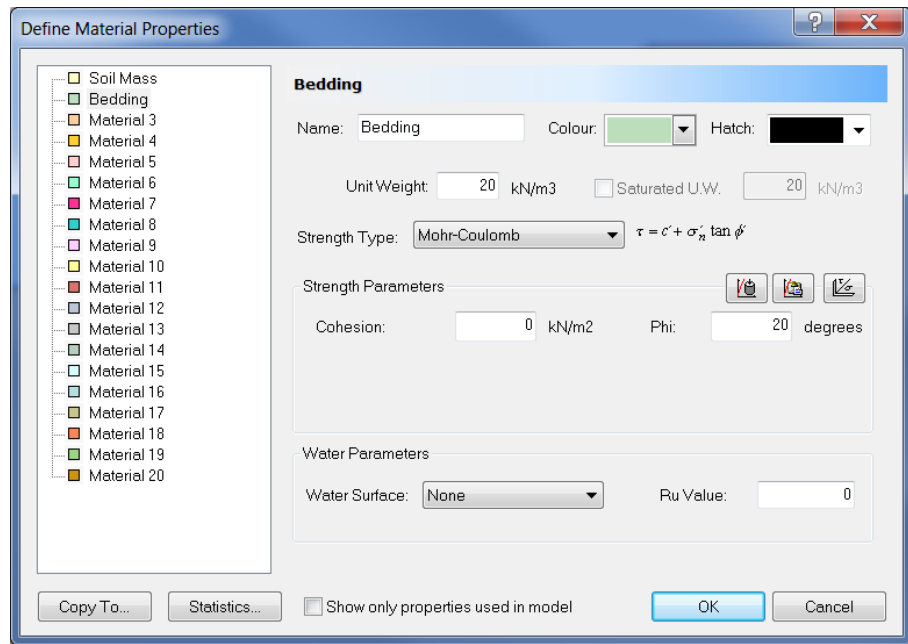 Define Material Properties
Soil Mass
Bedding
Material 3
Material 4
Material 5
Material 6
Material 7
Material 8
Material 9
Material 10
Material 11
Material 12
Material 13
Material 14
Material 15
Material 16
Material 17
Material 18
Material 19
Material 20
Bedding
Name: Bedding Colour: Hatch:
Unit Weight: 20 kN/m3 Saturated U.W. 20 kN/m3
Strength Type: Mohr-Coulomb τ = c′ + σ′n tan ϕ′
Strength Parameters
Cohesion: 0 kN/m2 Phi: 20 degrees
Water Parameters
Water Surface: None Ru Value: 0
Copy To... Statistics... Show only properties used in model OK Cancel